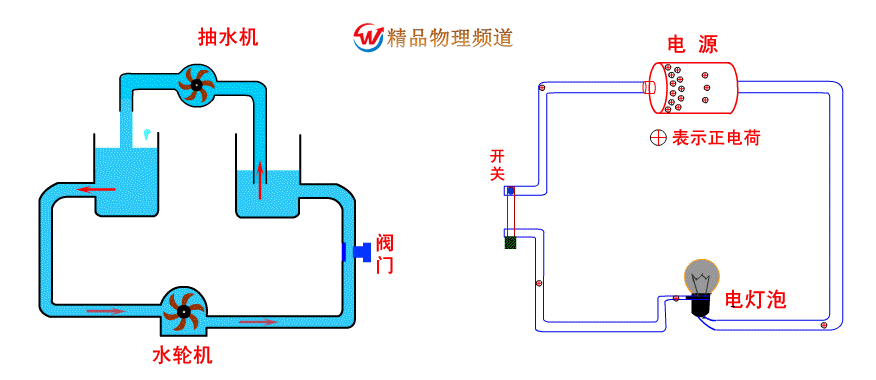 抽水机
精品物理频道
电 源
表示正电荷
开
关
阀
门
电灯泡
水轮机